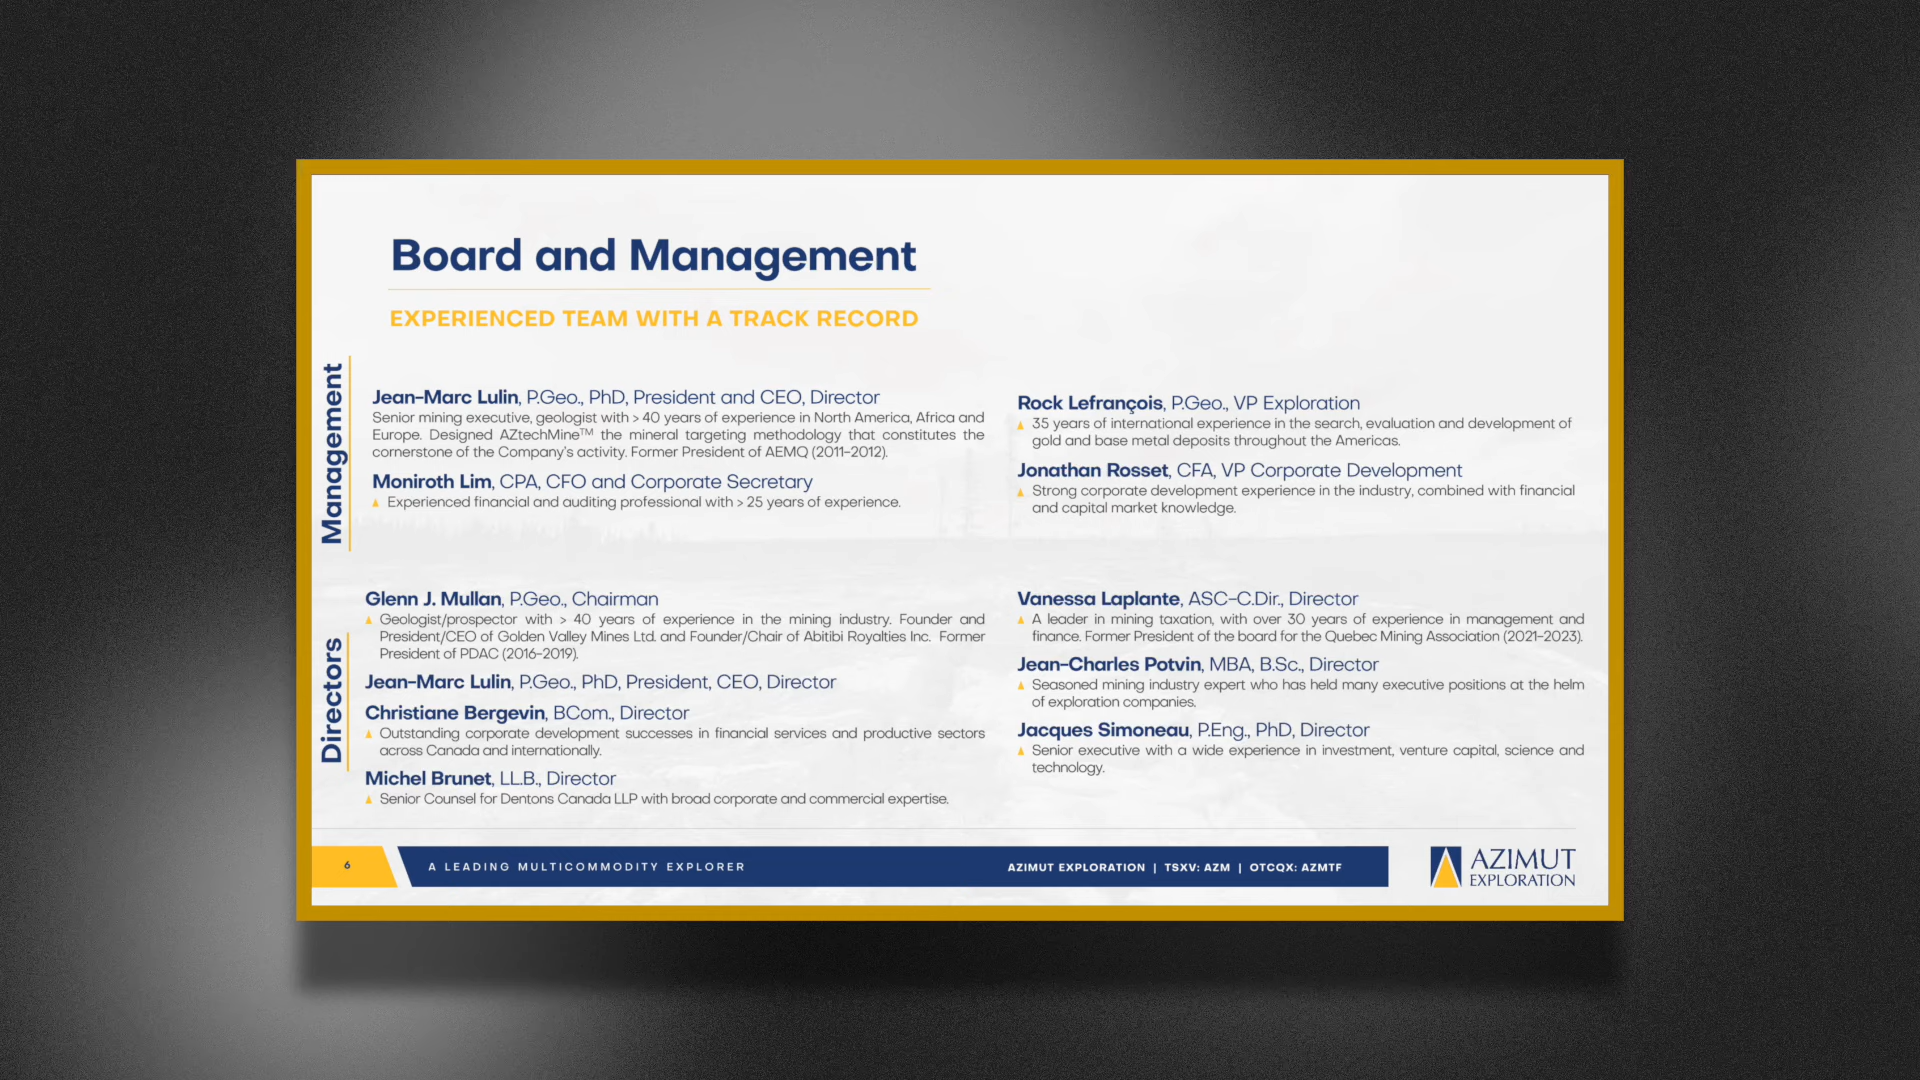 Board and Management
EXPERIENCED TEAM WITH A TRACK RECORD
Management
Jean-Marc Lulin, P.Geo., PhD, President and CEO, Director
Senior mining executive, geologist with > 40 years of experience in North America, Africa and
Europe. Designed AZtechMine™ the mineral targeting methodology that constitutes the
cornerstone of the Company's activity. Former President of AEMQ (2011-2012).
Moniroth Lim, CPA, CFO and Corporate Secretary
Experienced financial and auditing professional with > 25 years of experience.
Rock Lefrançois, P.Geo., VP Exploration
35 years of international experience in the search, evaluation and development of
gold and base metal deposits throughout the Americas.
Jonathan Rosset, CFA, VP Corporate Development
Strong corporate development experience in the industry, combined with financial
and capital market knowledge.
Directors
Glenn J. Mullan, P.Geo., Chairman
Geologist/prospector with > 40 years of experience in the mining industry. Founder and
President/CEO of Golden Valley Mines Ltd. and Founder/Chair of Abitibi Royalties Inc. Former
President of PDAC (2016-2019).
Jean-Marc Lulin, P.Geo., PhD, President, CEO, Director
Christiane Bergevin, BCom., Director
Outstanding corporate development successes in financial services and productive sectors
across Canada and internationally.
Michel Brunet, LL.B., Director
Senior Counsel for Dentons Canada LLP with broad corporate and commercial expertise.
Vanessa Laplante, ASC-C.Dir., Director
A leader in mining taxation, with over 30 years of experience in management and
finance. Former President of the board for the Quebec Mining Association (2021-2023).
Jean-Charles Potvin, MBA, B.Sc., Director
Seasoned mining industry expert who has held many executive positions at the helm
of exploration companies.
Jacques Simoneau, P.Eng., PhD, Director
Senior executive with a wide experience in investment, venture capital, science and
technology.
6
A LEADING MULTICOMMODITY EXPLORER
AZIMUT EXPLORATION | TSXV: AZM | OTCQX: AZMTF
AZIMUT
EXPLORATION